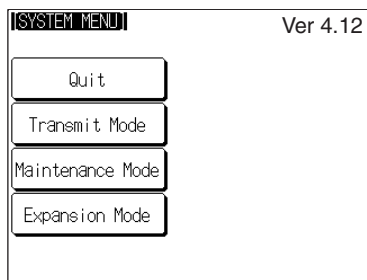 [SYSTEM MENU]
Ver 4.12
Quit
Transmit Mode
Maintenance Mode
Expansion Mode